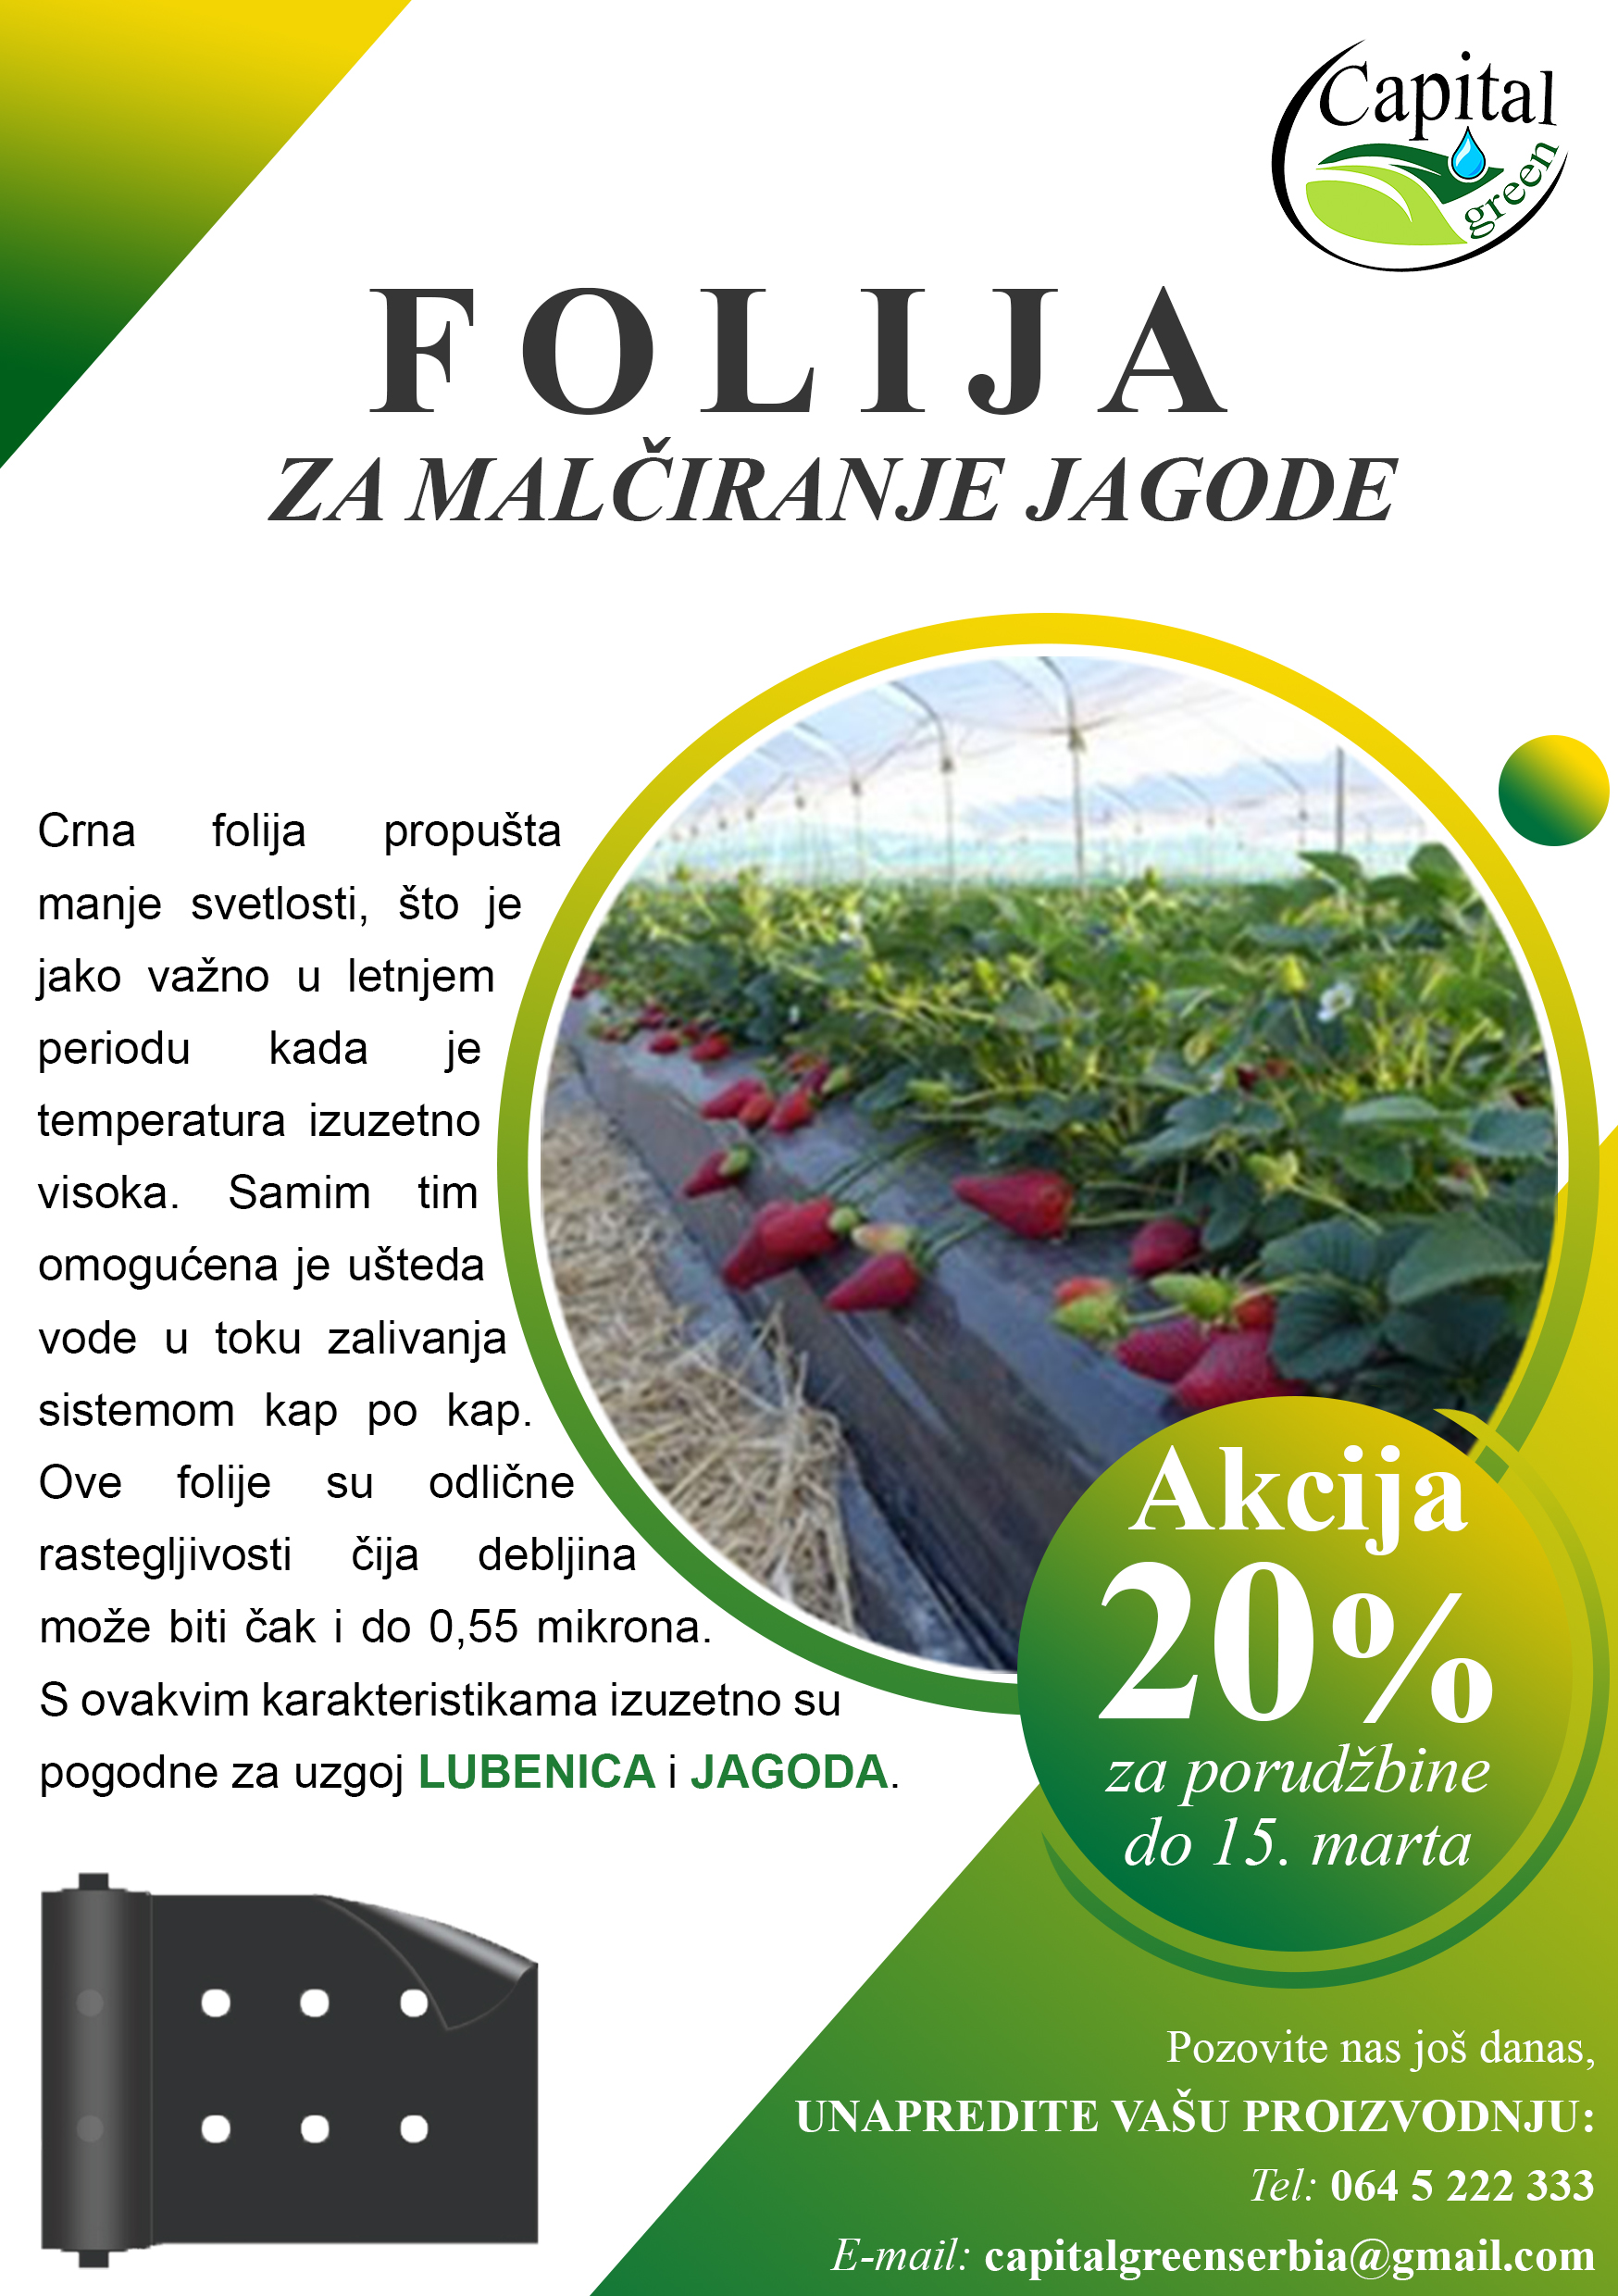 Capital
green
FOLIJA
ZA MALČIRANJE JAGODE
Crna folija propušta
manje svetlosti, što je
jako važno u letnjem
periodu kada je
temperatura izuzetno
visoka. Samim tim
omogućena je ušteda
vode u toku zalivanja
sistemom kap po kap.
Ove folije su odlične
rastegljivosti čija debljina
može biti čak i do 0,55 mikrona.
S ovakvim karakteristikama izuzetno su
pogodne za uzgoj LUBENICA i JAGODA.
Akcija
20%
za porudžbine
do 15. marta
Pozovite nas još danas,
UNAPREDITE VAŠU PROIZVODNJU:
Tel: 064 5 222 333
E-mail: capitalgreenserbia@gmail.com